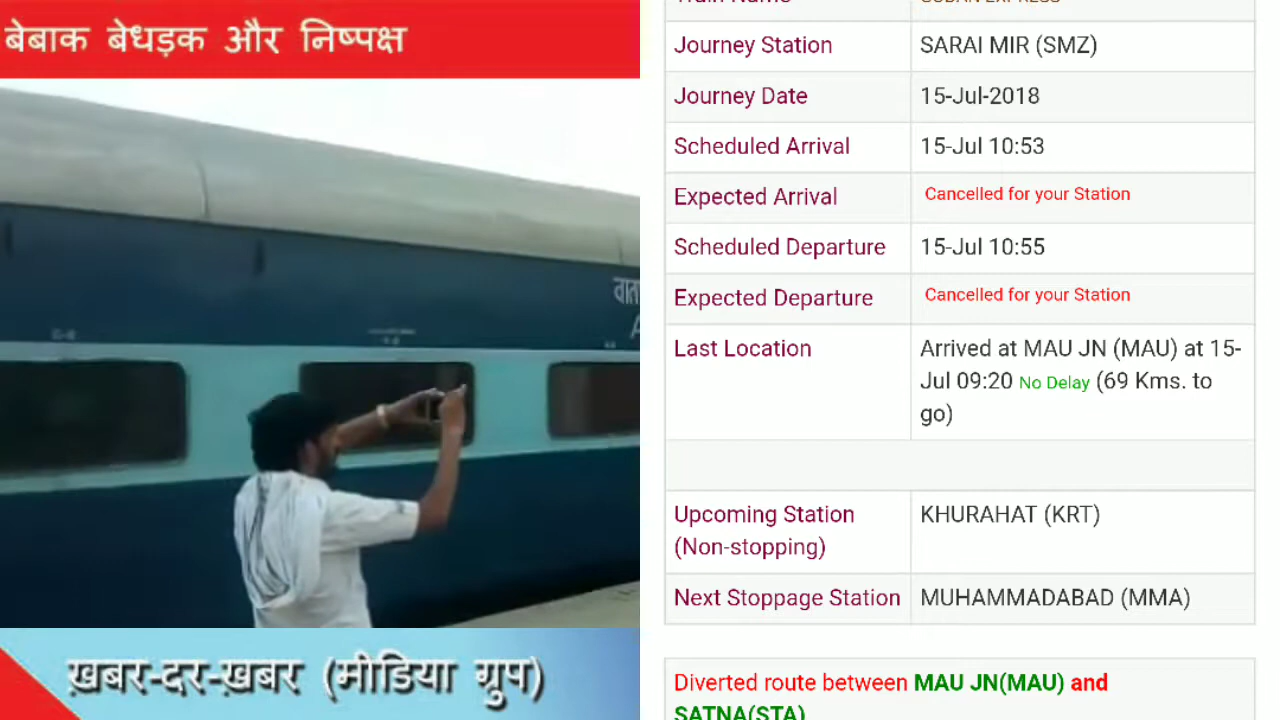 बेबाक बेधड़क और निष्पक्ष
ख़बर-दर-ख़बर (मीडिया ग्रुप)
Journey Station SARAI MIR (SMZ)
Journey Date 15-Jul-2018
Scheduled Arrival 15-Jul 10:53
Expected Arrival Cancelled for your Station
Scheduled Departure 15-Jul 10:55
Expected Departure Cancelled for your Station
Last Location Arrived at MAU JN (MAU) at 15-
Jul 09:20 No Delay (69 Kms. to
go)
Upcoming Station KHURAHAT (KRT)
(Non-stopping)
Next Stoppage Station MUHAMMADABAD (MMA)
Diverted route between MAU JN(MAU) and
SATNA(STA)